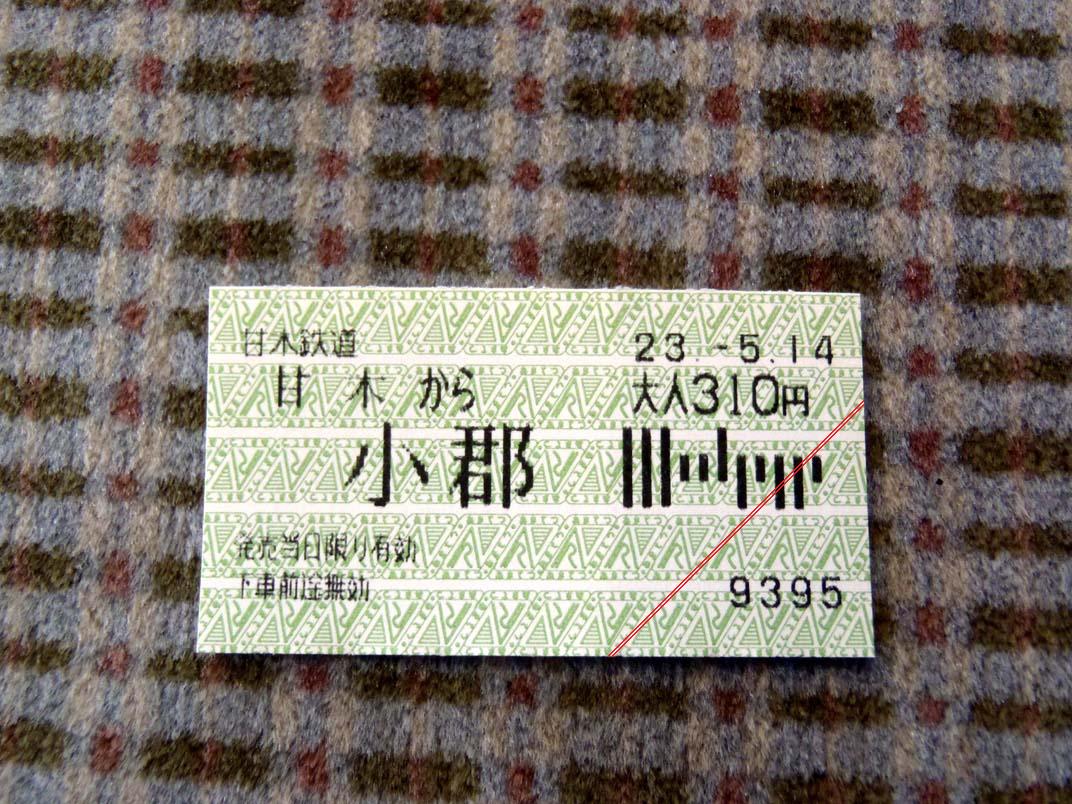 甘木鉄道
23.-5.14
甘木から
大人310円
小郡
発売当日限り有効
下車前途無効
9395